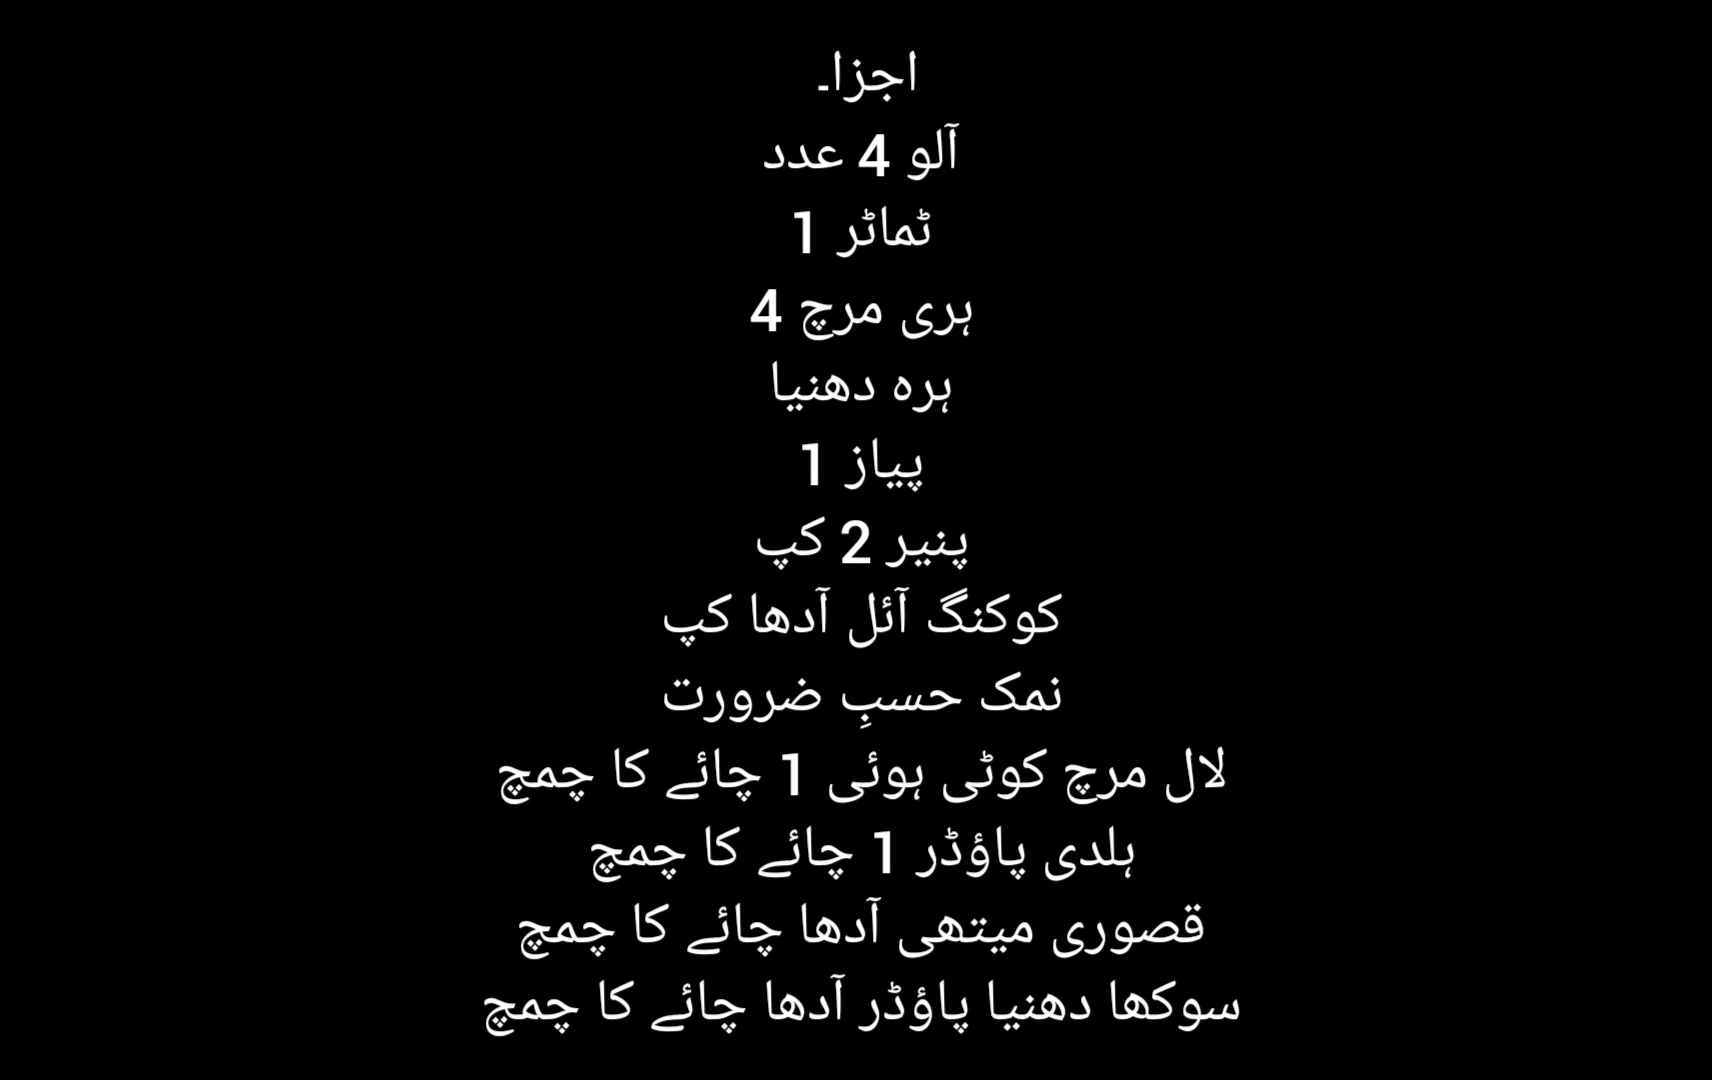 اجزا۔
آلو 4 عدد
ٹماٹر 1
ہری مرچ 4
ہرہ دھنیا
پیاز 1
پنیر 2 کپ
کوکنگ آئل آدھا کپ
نمک حسبِ ضرورت
لال مرچ کوٹی ہوئی 1 چائے کا چمچ
ہلدی پاؤڈر 1 چائے کا چمچ
قصوری میتھی آدھا چائے کا چمچ
سوکھا دھنیا پاؤڈر آدھا چائے کا چمچ